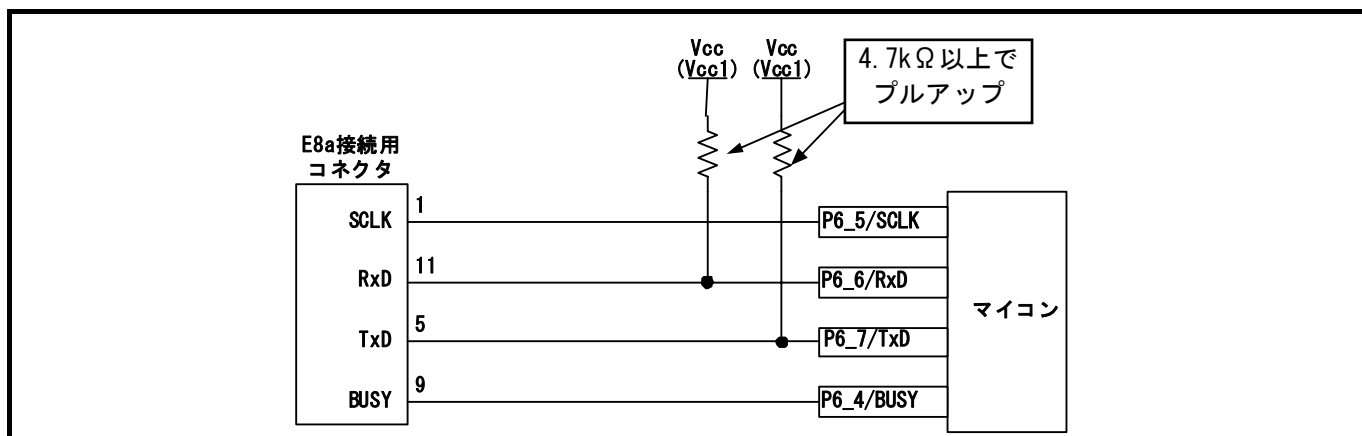 Vcc
(Vcc1)
Vcc
(Vcc1)
4.7kΩ以上で
プルアップ
E8a接続用
コネクタ
SCLK
1
P6_5/SCLK
RxD
11
P6_6/RxD
マイコン
TxD
5
P6_7/TxD
BUSY
9
P6_4/BUSY